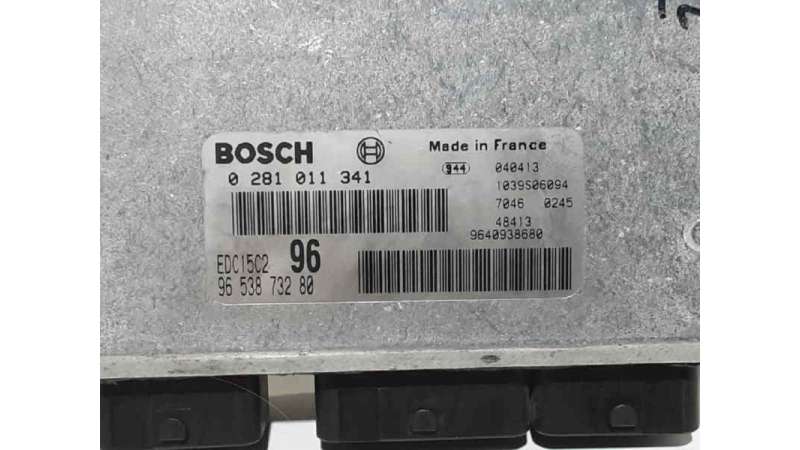 BOSCH
Made in France
0 281 011 341
944 040413
1039S06094
7046 0245
48413
9640938680
EDC15C2 96
96 538 732 80